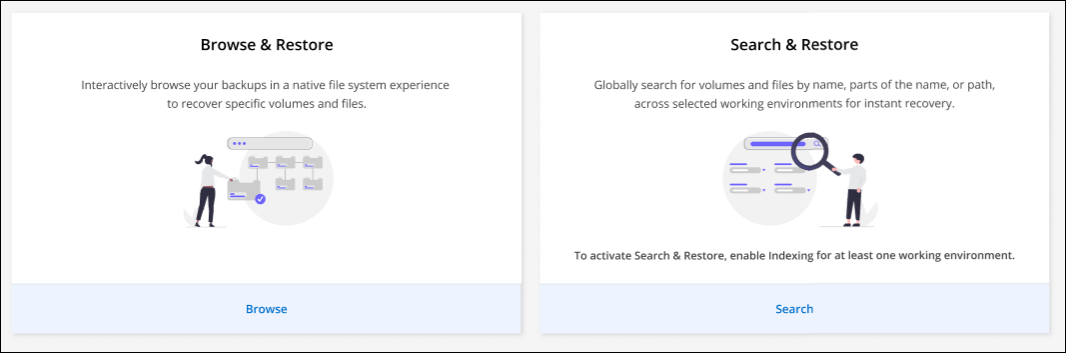 Browse & Restore
Interactively browse your backups in a native file system experience
to recover specific volumes and files.
Browse
Search & Restore
Globally search for volumes and files by name, parts of the name, or path,
across selected working environments for instant recovery.
To activate Search & Restore, enable Indexing for at least one working environment.
Search